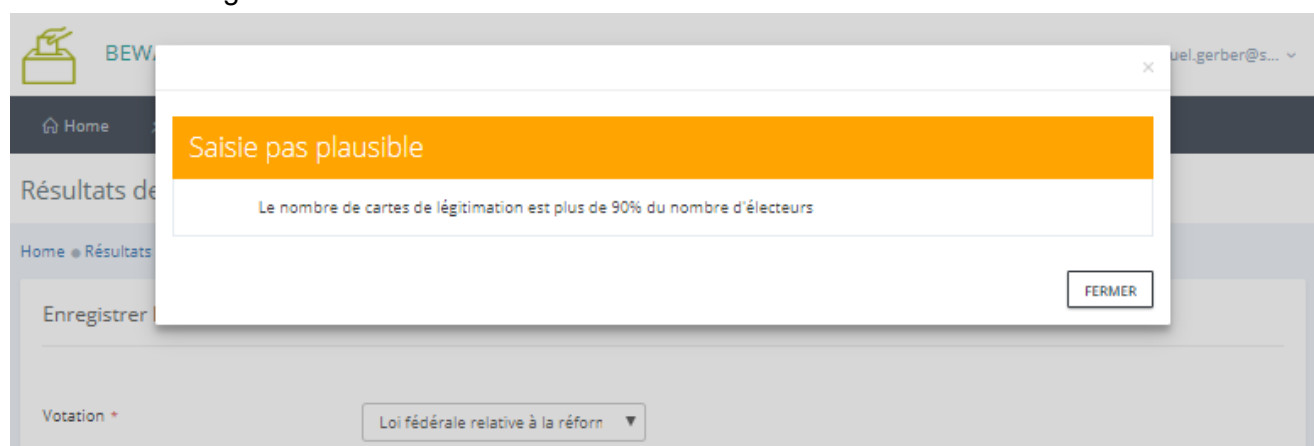 BEWA
uel.gerber@s...
×
Home
Saisie pas plausible
Résultats de
Le nombre de cartes de légitimation est plus de 90% du nombre d'électeurs
Home Résultats
FERMER
Enregistrer
Votation *
Loi fédérale relative à la réforn